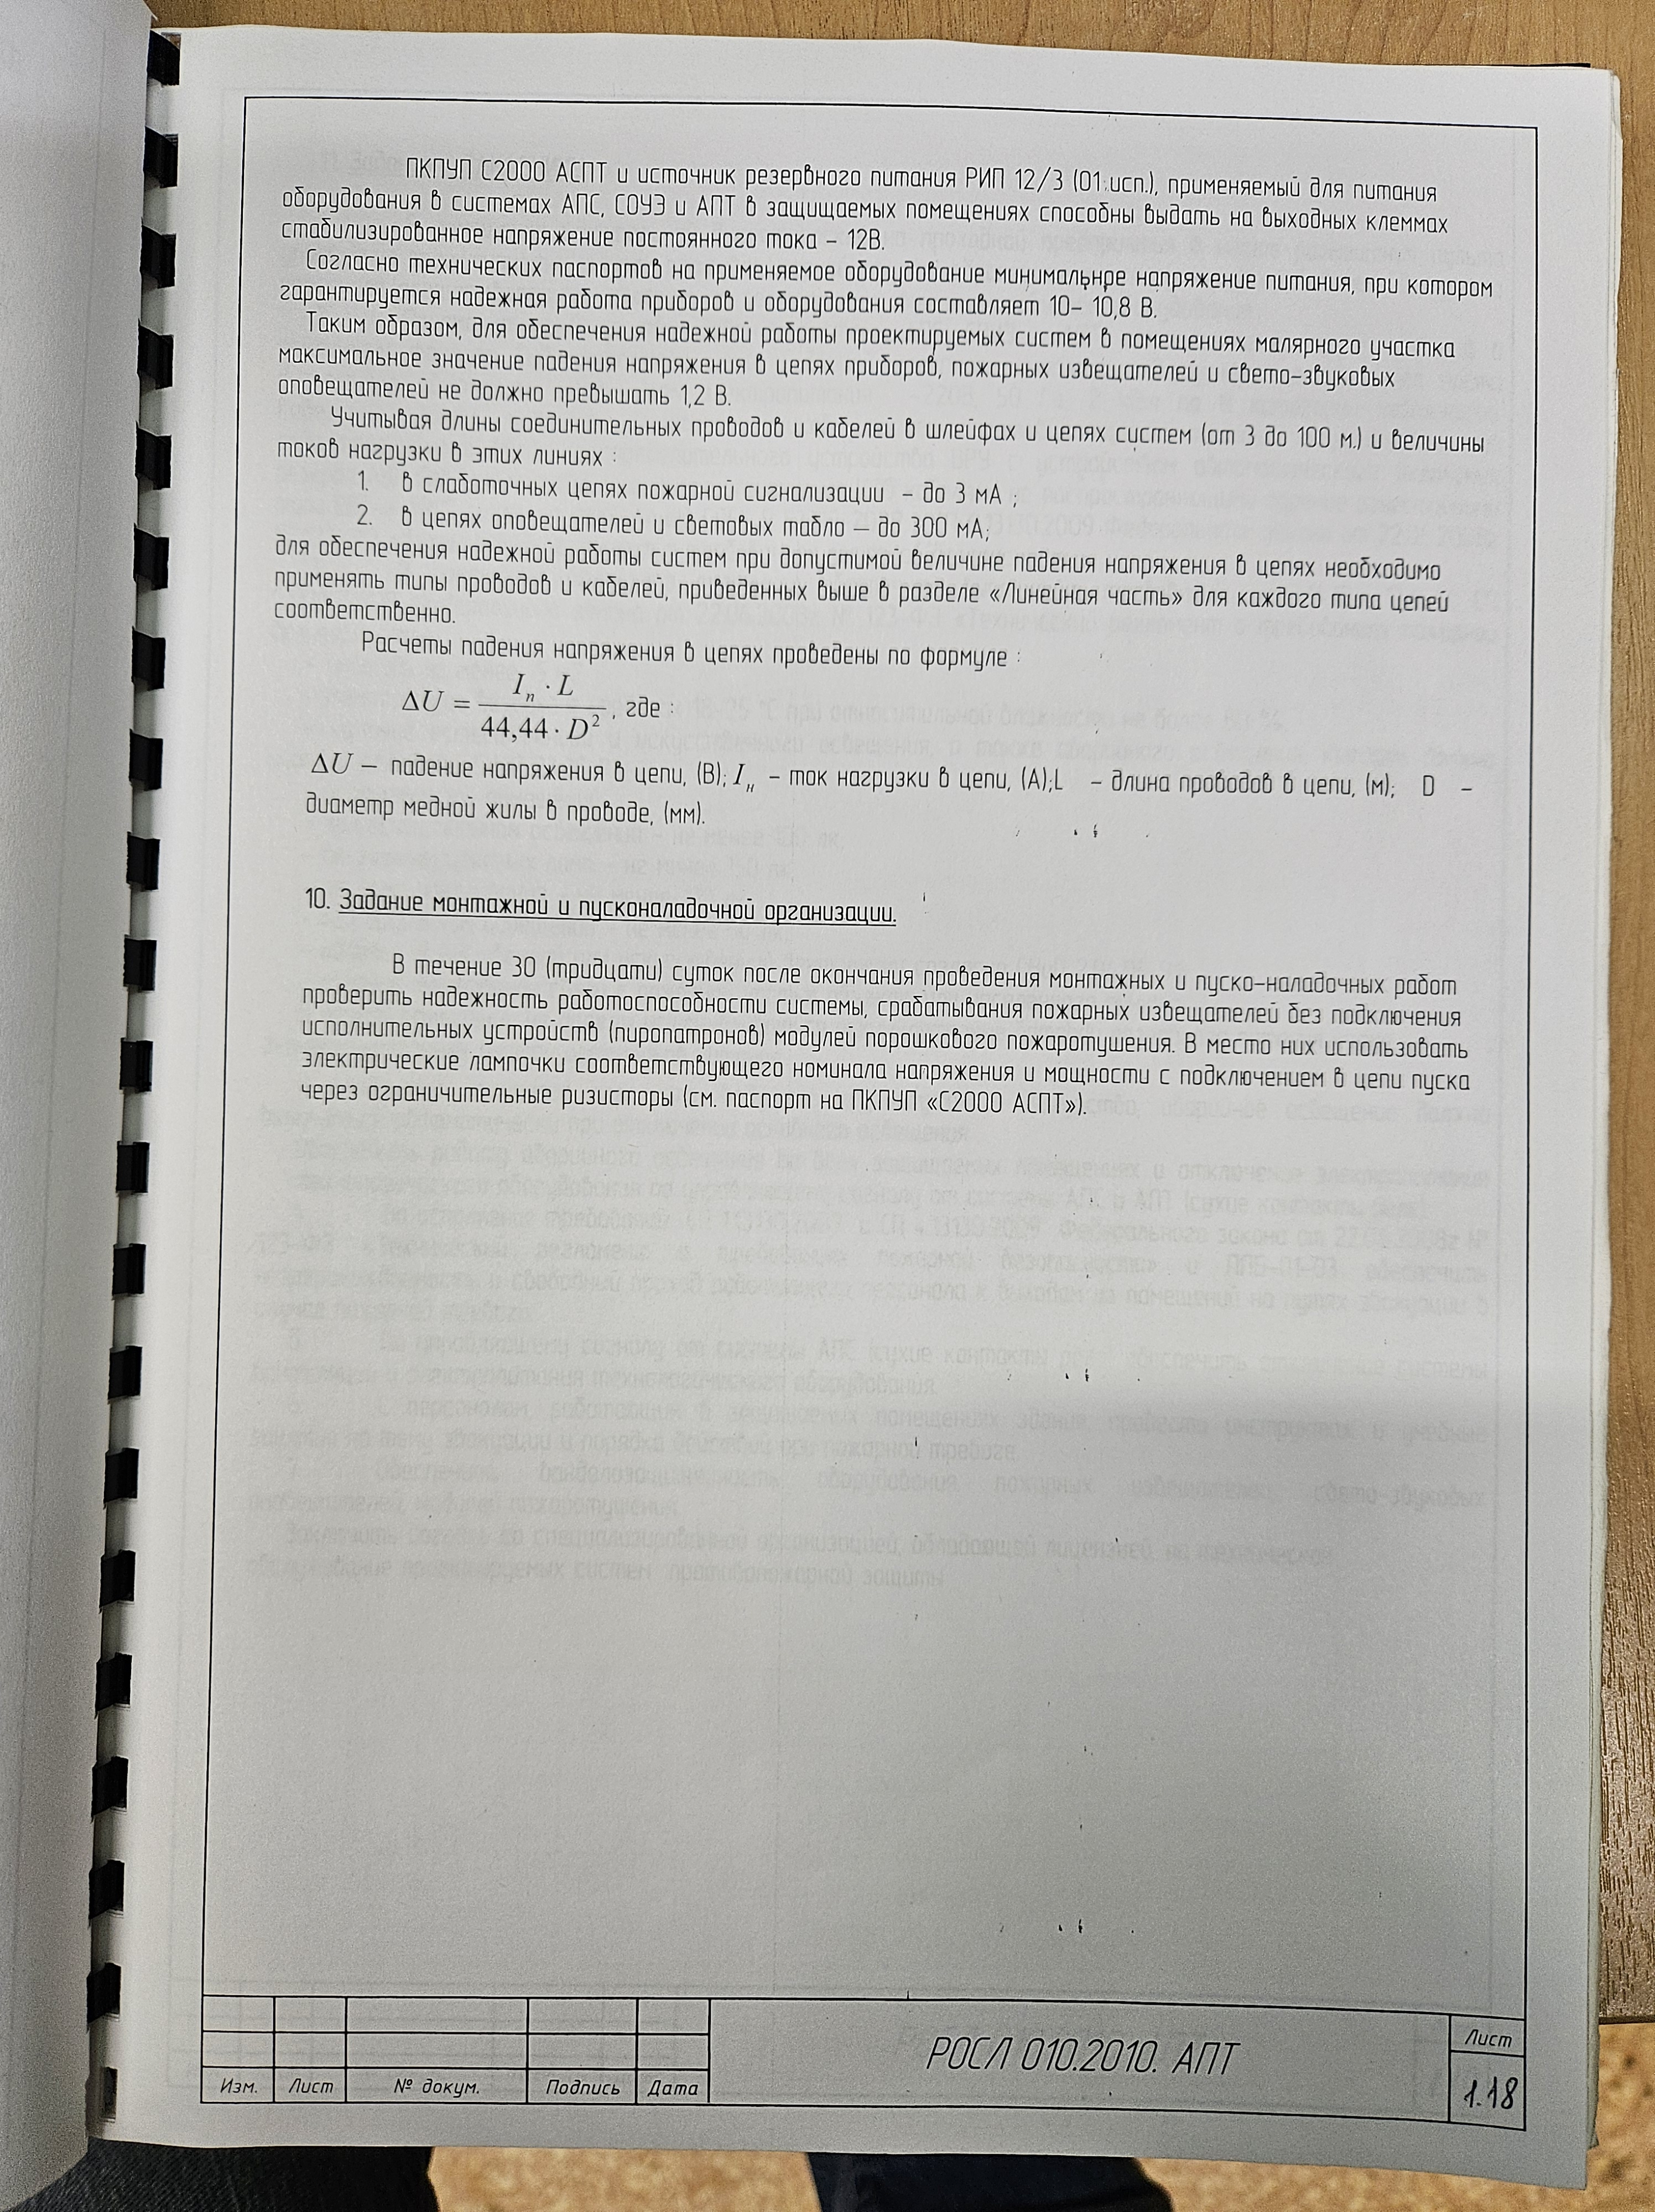 ПКПУП С2000 АСПТ и источник резервного питания РИП 12/3 (01 исп.), применяемый для питания
оборудования в системах АПС, СОУЭ и АПТ в защищаемых помещениях способны выдать на выходных клеммах
стабилизированное напряжение постоянного тока – 12В.
Согласно технических паспортов на применяемое оборудование минимальное напряжение питания, при котором
гарантируется надежная работа приборов и оборудования составляет 10– 10,8 В.
Таким образом, для обеспечения надежной работы проектируемых систем в помещениях малярного участка
максимальное значение падения напряжения в цепях приборов, пожарных извещателей и свето-звуковых
оповещателей не должно превышать 1,2 В.
Учитывая длины соединительных проводов и кабелей в шлейфах и цепях систем (от 3 до 100 м.) и величины
токов нагрузки в этих линиях :
1. в слаботочных цепях пожарной сигнализации – до 3 мА ;
2. в цепях оповещателей и световых табло – до 300 мА;
для обеспечения надежной работы систем при допустимой величине падения напряжения в цепях необходимо
применять типы проводов и кабелей, приведенных выше в разделе «Линейная часть» для каждого типа цепей
соответственно.
Расчеты падения напряжения в цепях проведены по формуле :
ΔU = Iп · L / 44,44 · D², где :
ΔU – падение напряжения в цепи, (В); Iн – ток нагрузки в цепи, (А);L – длина проводов в цепи, (м); D –
диаметр медной жилы в проводе, (мм).
10. Задание монтажной и пусконаладочной организации.
В течение 30 (тридцати) суток после окончания проведения монтажных и пуско-наладочных работ
проверить надежность работоспособности системы, срабатывания пожарных извещателей без подключения
исполнительных устройств (пиропатронов) модулей порошкового пожаротушения. В место них использовать
электрические лампочки соответствующего номинала напряжения и мощности с подключением в цепи пуска
через ограничительные ризисторы (см. паспорт на ПКПУП «С2000 АСПТ»).
РОСЛ 010.2010. АПТ
Лист
1.18
Изм. Лист № докум. Подпись Дата